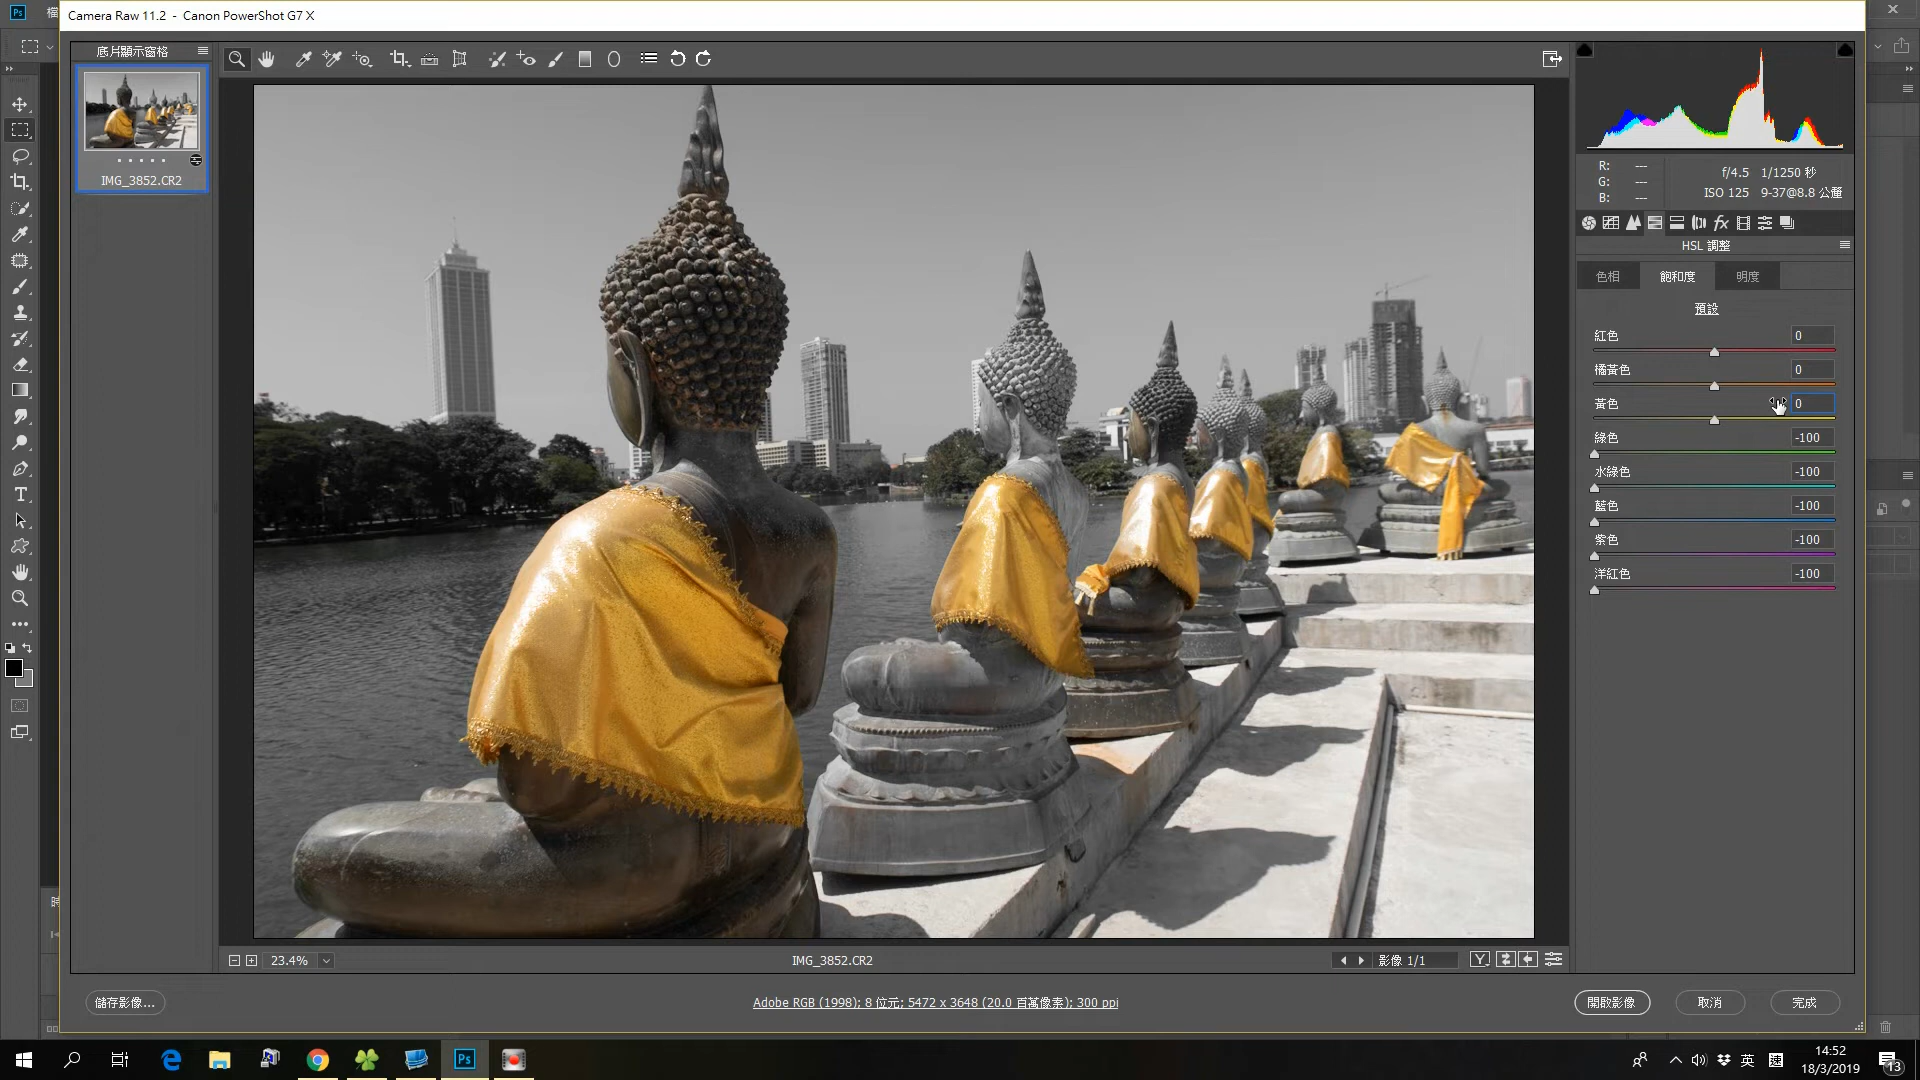 Ps 檔
Camera Raw 11.2 - Canon PowerShot G7 X
底片顯示窗格
IMG_3852.CR2
R: ---
G: ---
B: ---
f/4.5 1/1250 秒
ISO 125 9-37@8.8 公釐
HSL 調整
色相 飽和度 明度
預設
紅色 0
橘黃色 0
黃色 0
綠色 -100
水綠色 -100
藍色 -100
紫色 -100
洋紅色 -100
23.4%
IMG_3852.CR2
影像 1/1
儲存影像...
Adobe RGB (1998); 8 位元; 5472 x 3648 (20.0 百萬像素); 300 ppi
開啟影像 取消 完成
Ps
英
14:52
18/3/2019
13